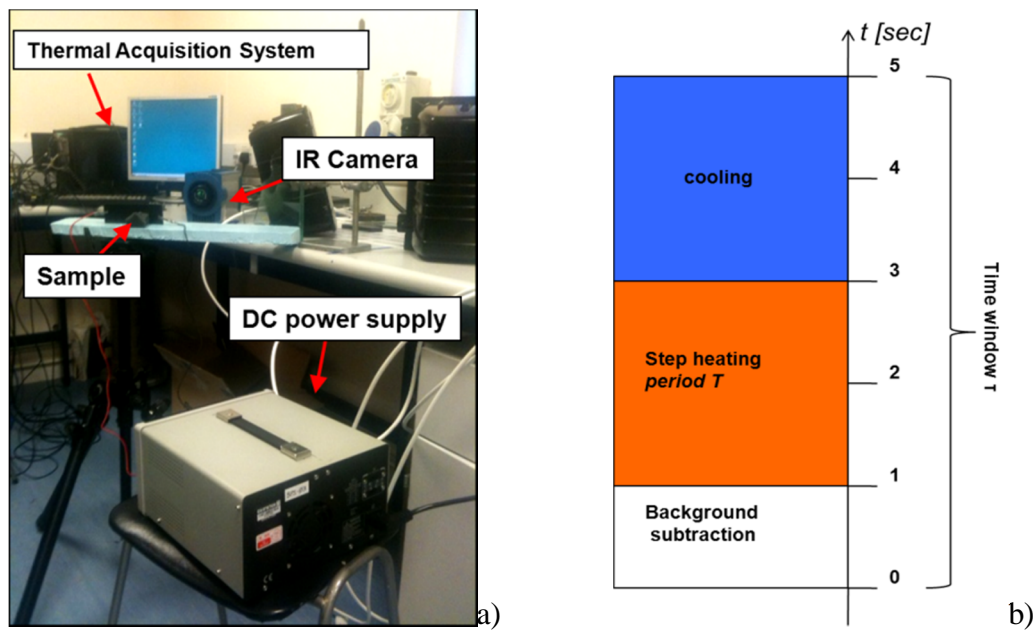 Thermal Acquisition System
IR Camera
Sample
DC power supply
a)
t [sec]
5
cooling
4
3
Step heating
period T
2
1
Background
subtraction
0
Time window τ
b)